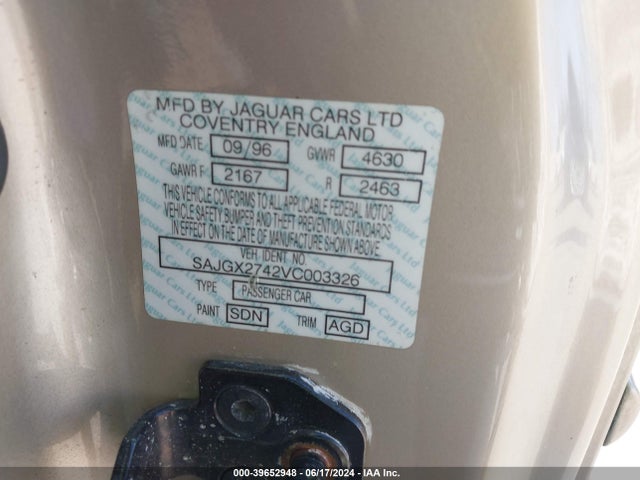 MFD BY JAGUAR CARS LTD
COVENTRY ENGLAND
MFD DATE 09/96 GVWR 4630
GAWR F 2167 R 2463
THIS VEHICLE CONFORMS TO ALL APPLICABLE FEDERAL MOTOR
VEHICLE SAFETY BUMPER AND THEFT PREVENTION STANDARDS
IN EFFECT ON THE DATE OF MANUFACTURE SHOWN ABOVE.
VEH. IDENT NO.
SAJGX2742VC003326
TYPE PASSENGER CAR
PAINT SDN TRIM AGD
000-39652948 - 06/17/2024 - IAA Inc.